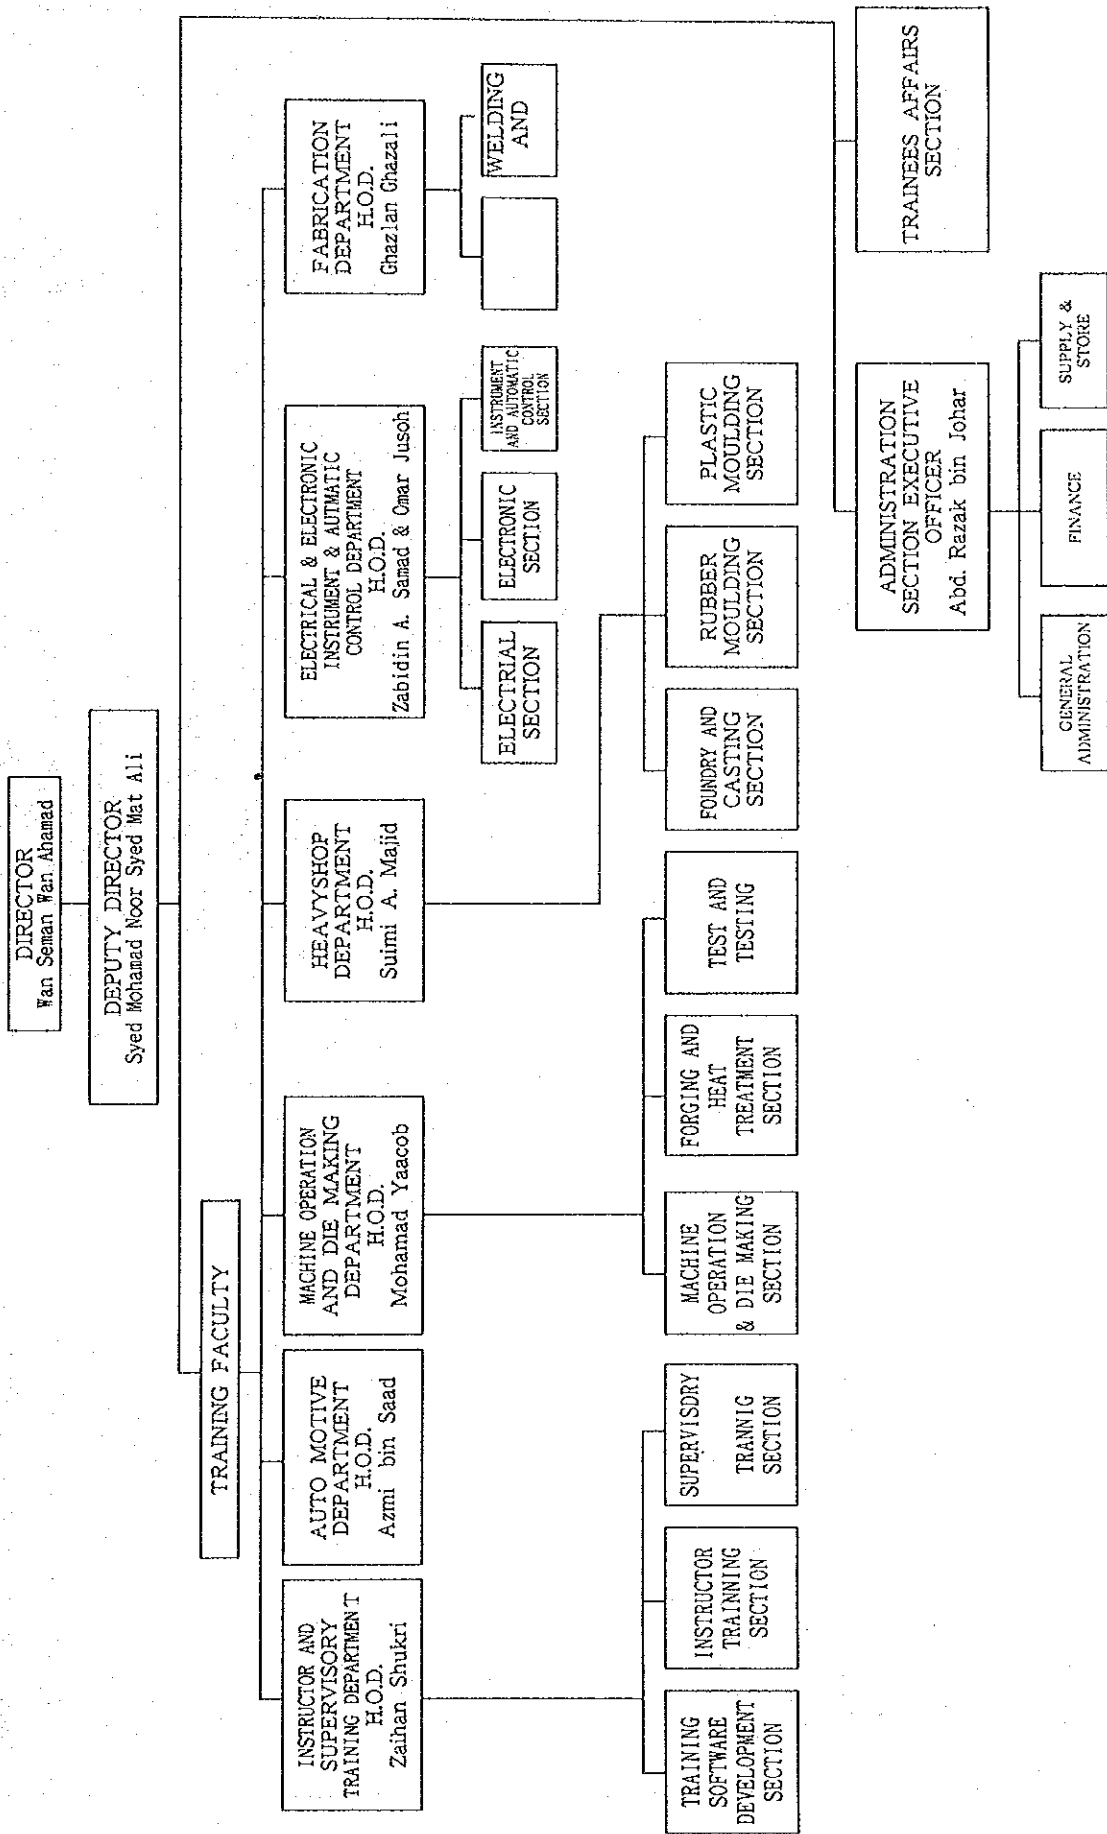 DIRECTOR
Wan Seman Wan Ahamad
DEPUTY DIRECTOR
Syed Mohamad Noor Syed Mat Ali
TRAINING FACULTY
INSTRUCTOR AND
SUPERVISORY
TRAINING DEPARTMENT
H.O.D.
Zaihan Shukri
AUTO MOTIVE
DEPARTMENT
H.O.D.
Azmi bin Saad
MACHINE OPERATION
AND DIE MAKING
DEPARTMENT
H.O.D.
Mohamad Yaacob
HEAVYSHOP
DEPARTMENT
H.O.D.
Suimi A. Majid
ELECTRICAL & ELECTRONIC
INSTRUMENT & AUTMATIC
CONTROL DEPARTMENT
H.O.D.
Zabidin A. Samad & Omar Jusoh
FABRICATION
DEPARTMENT
H.O.D.
Ghazlan Ghazali
ELECTRIAL
SECTION
ELECTRONIC
SECTION
INSTRUMENT
AND AUTOMATIC
CONTROL
SECTION
WELDING
AND
TRAINING
SOFTWARE
DEVELOPMENT
SECTION
INSTRUCTOR
TRAINNING
SECTION
SUPERVISDRY
TRANNIG
SECTION
MACHINE
OPERATION
& DIE MAKING
SECTION
FORGING AND
HEAT
TREATMENT
SECTION
TEST AND
TESTING
FOUNDRY AND
CASTING
SECTION
RUBBER
MOULDING
SECTION
PLASTIC
MOULDING
SECTION
ADMINISTRATION
SECTION EXECUTIVE
OFFICER
Abd. Razak bin Johar
TRAINEES AFFAIRS
SECTION
GENERAL
ADMINISTRATION
FINANCE
SUPPLY &
STORE